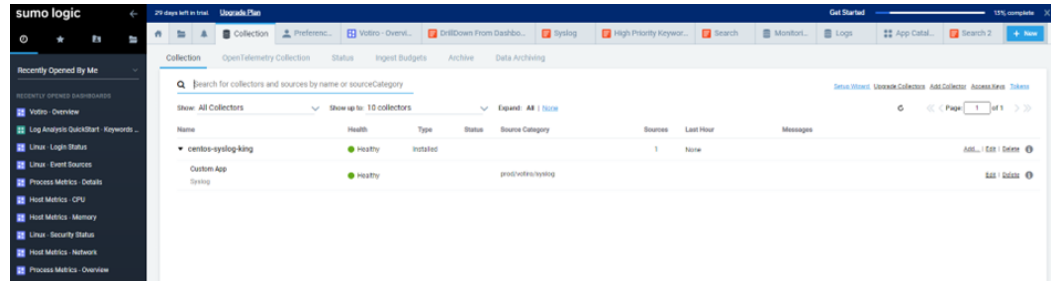 sumo logic
29 days left in trial. Upgrade Plan
Get Started
13% complete
Collection
Preferenc...
Votiro - Overvi...
DrillDown From Dashbo...
Syslog
High Priority Keywor...
Search
Monitori...
Logs
App Catal...
Search 2
+ New
Recently Opened By Me
RECENTLY OPENED DASHBOARDS
Votiro - Overview
Log Analysis QuickStart - Keywords ...
Linux - Login Status
Linux - Event Sources
Process Metrics - Details
Host Metrics - CPU
Host Metrics - Memory
Linux - Security Status
Host Metrics - Network
Process Metrics - Overview
Collection OpenTelemetry Collection Status Ingest Budgets Archive Data Archiving
Search for collectors and sources by name or sourceCategory
Setup Wizard Upgrade Collectors Add Collector Access Keys Tokens
Show: All Collectors Show up to: 10 collectors Expand: All | None
Page: 1 of 1
Name Health Type Status Source Category Sources Last Hour Messages
centos-syslog-king Healthy Installed 1 None Add... | Edit | Delete
Custom App Healthy prod/votiro/syslog Edit | Delete
Syslog